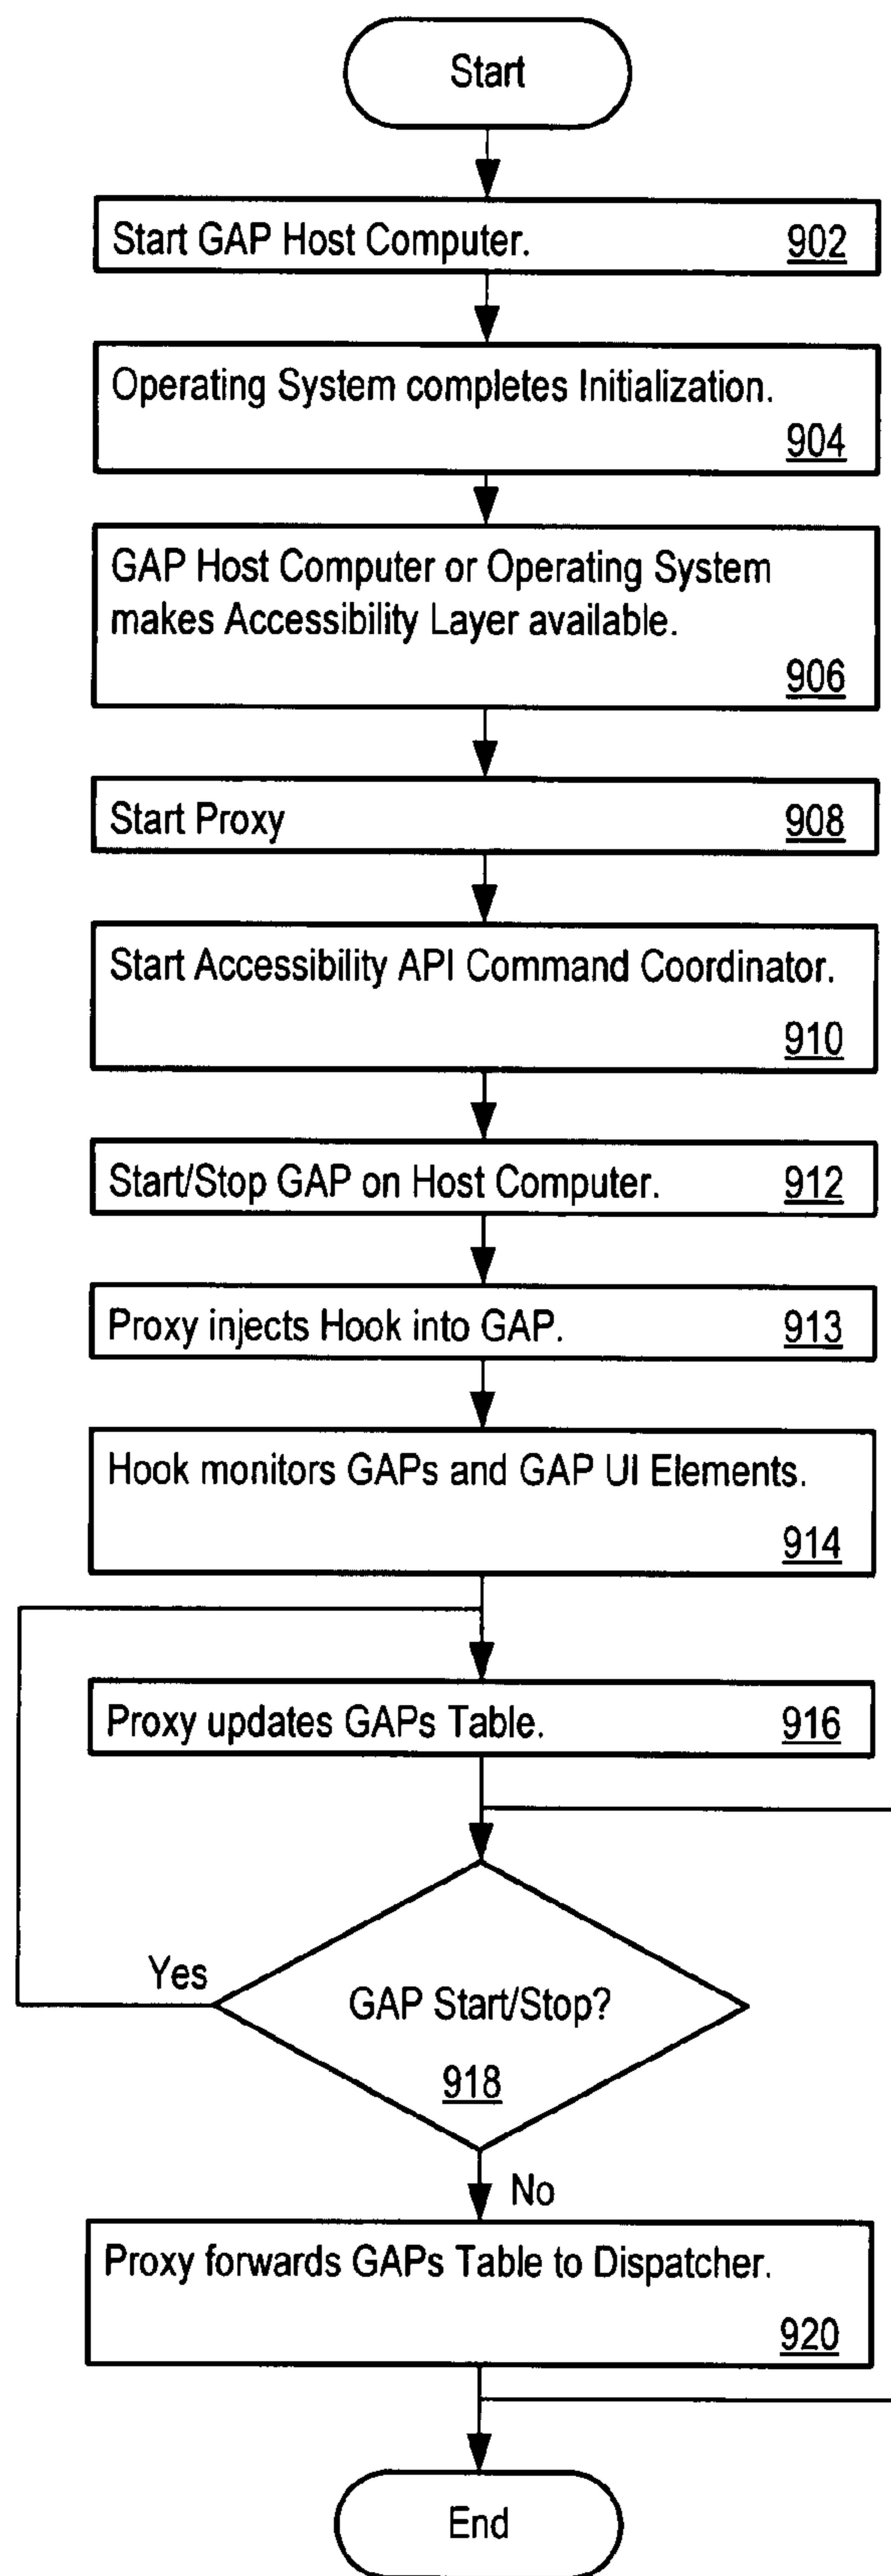 Start
Start GAP Host Computer. 902
Operating System completes Initialization.
904
GAP Host Computer or Operating System
makes Accessibility Layer available.
906
Start Proxy 908
Start Accessibility API Command Coordinator.
910
Start/Stop GAP on Host Computer. 912
Proxy injects Hook into GAP. 913
Hook monitors GAPs and GAP UI Elements.
914
Proxy updates GAPs Table. 916
Yes
GAP Start/Stop?
918
No
Proxy forwards GAPs Table to Dispatcher.
920
End